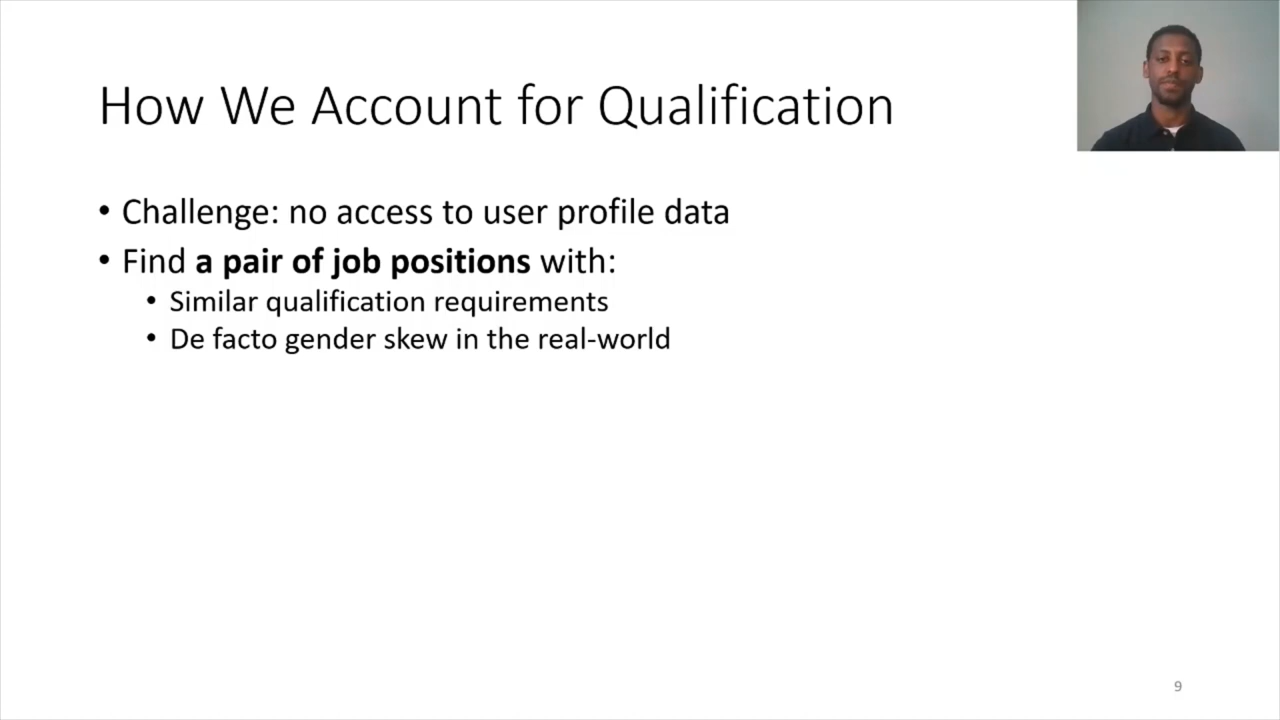 How We Account for Qualification
• Challenge: no access to user profile data
• Find a pair of job positions with:
• Similar qualification requirements
• De facto gender skew in the real-world
9